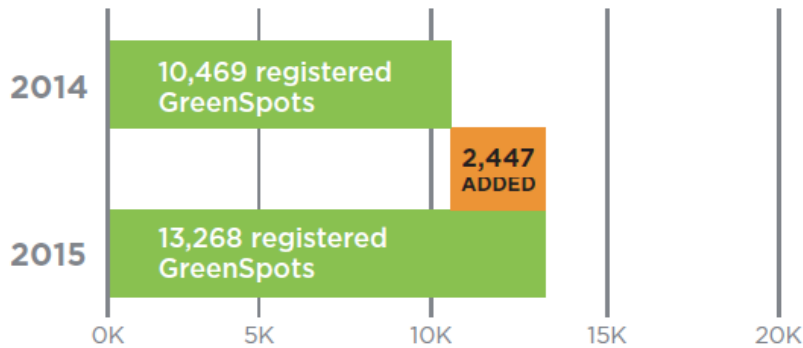 2014
10,469 registered
GreenSpots
2,447
ADDED
2015
13,268 registered
GreenSpots
0K 5K 10K 15K 20K